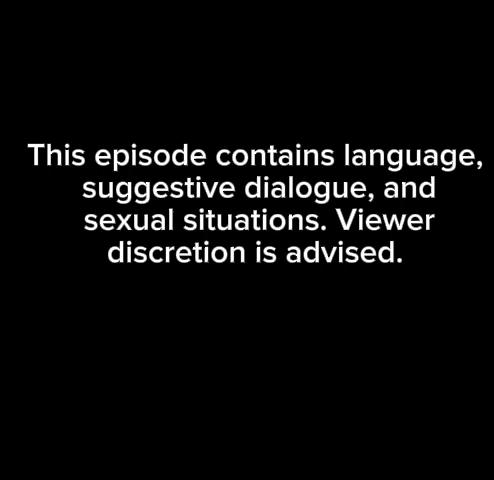 This episode contains language,
suggestive dialogue, and
sexual situations. Viewer
discretion is advised.